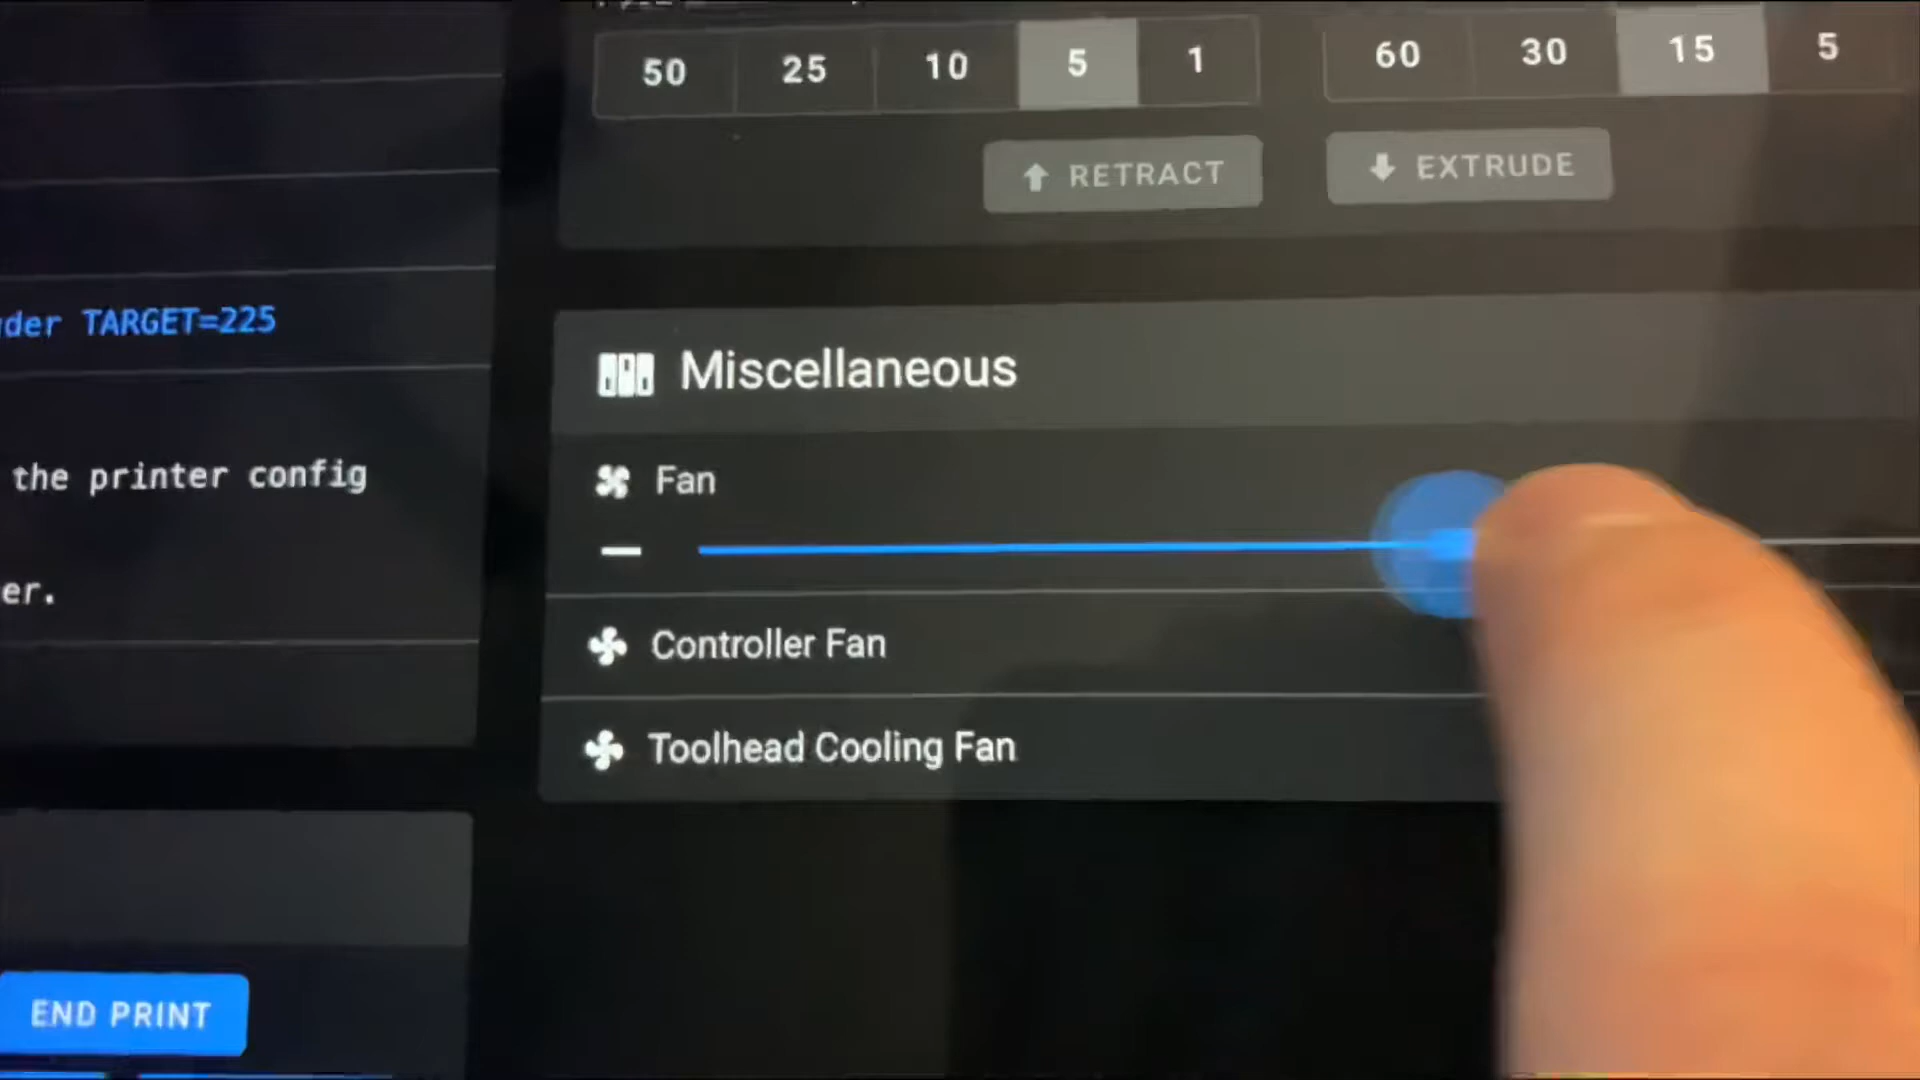 50 25 10 5 1
60 30 15 5
RETRACT
EXTRUDE
TARGET=225
the printer config
er.
END PRINT
Miscellaneous
Fan
Controller Fan
Toolhead Cooling Fan